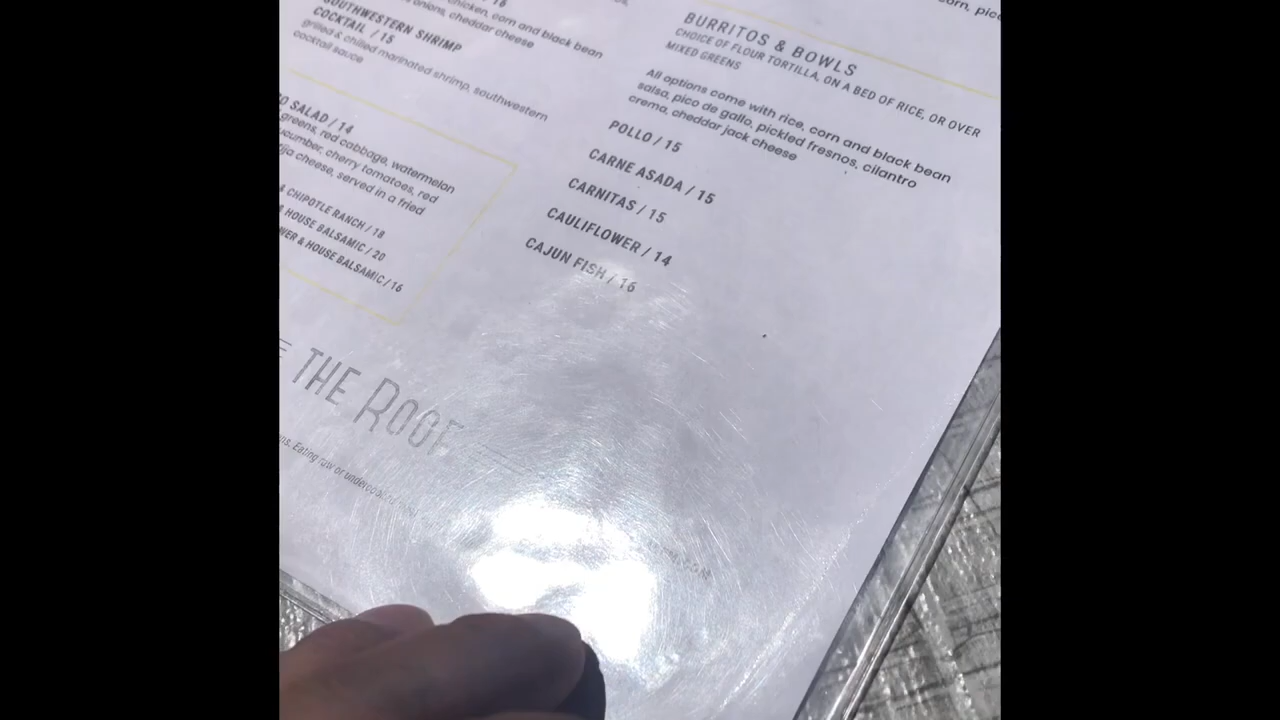 chicken, corn and black bean
onions, cheddar cheese
SOUTHWESTERN SHRIMP
COCKTAIL / 15
grilled & chilled marinated shrimp, southwestern
cocktail sauce
SALAD / 14
greens, red cabbage, watermelon
cherry tomatoes, red
cheese, served in a fried
& CHIPOTLE RANCH / 18
& HOUSE BALSAMIC / 20
& HOUSE BALSAMIC / 16
BURRITOS & BOWLS
CHOICE OF FLOUR TORTILLA, ON A BED OF RICE, OR OVER
MIXED GREENS
All options come with rice, corn and black bean
salsa, pico de gallo, pickled fresnos, cilantro
crema, cheddar jack cheese
POLLO / 15
CARNE ASADA / 15
CARNITAS / 15
CAULIFLOWER / 14
CAJUN FISH / 16
THE ROOF
Eating raw or